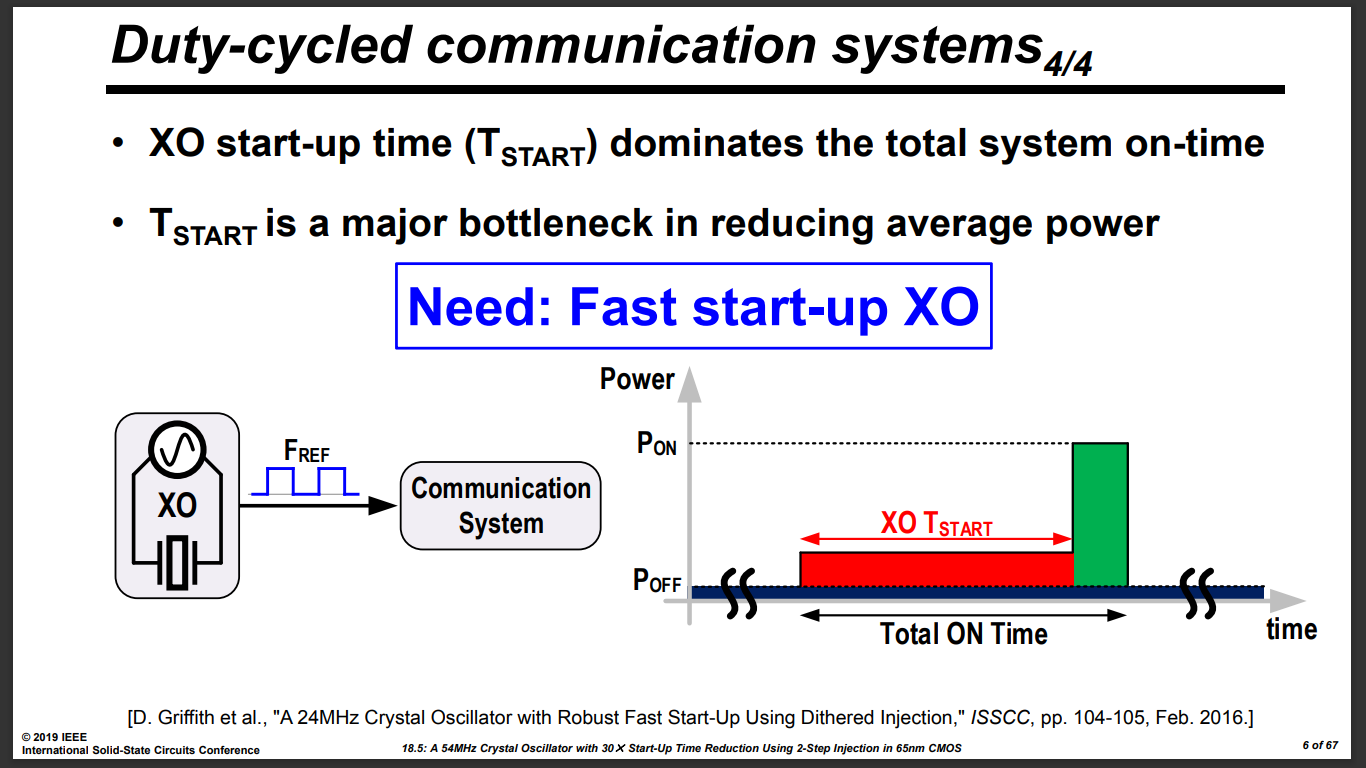 Duty-cycled communication systems4/4
• XO start-up time (TSTART) dominates the total system on-time
• TSTART is a major bottleneck in reducing average power
Need: Fast start-up XO
Power
PON
FREF
XO
Communication
System
XO TSTART
POFF
Total ON Time
time
[D. Griffith et al., "A 24MHz Crystal Oscillator with Robust Fast Start-Up Using Dithered Injection," ISSCC, pp. 104-105, Feb. 2016.]
© 2019 IEEE
International Solid-State Circuits Conference
18.5: A 54MHz Crystal Oscillator with 30✕ Start-Up Time Reduction Using 2-Step Injection in 65nm CMOS
6 of 67